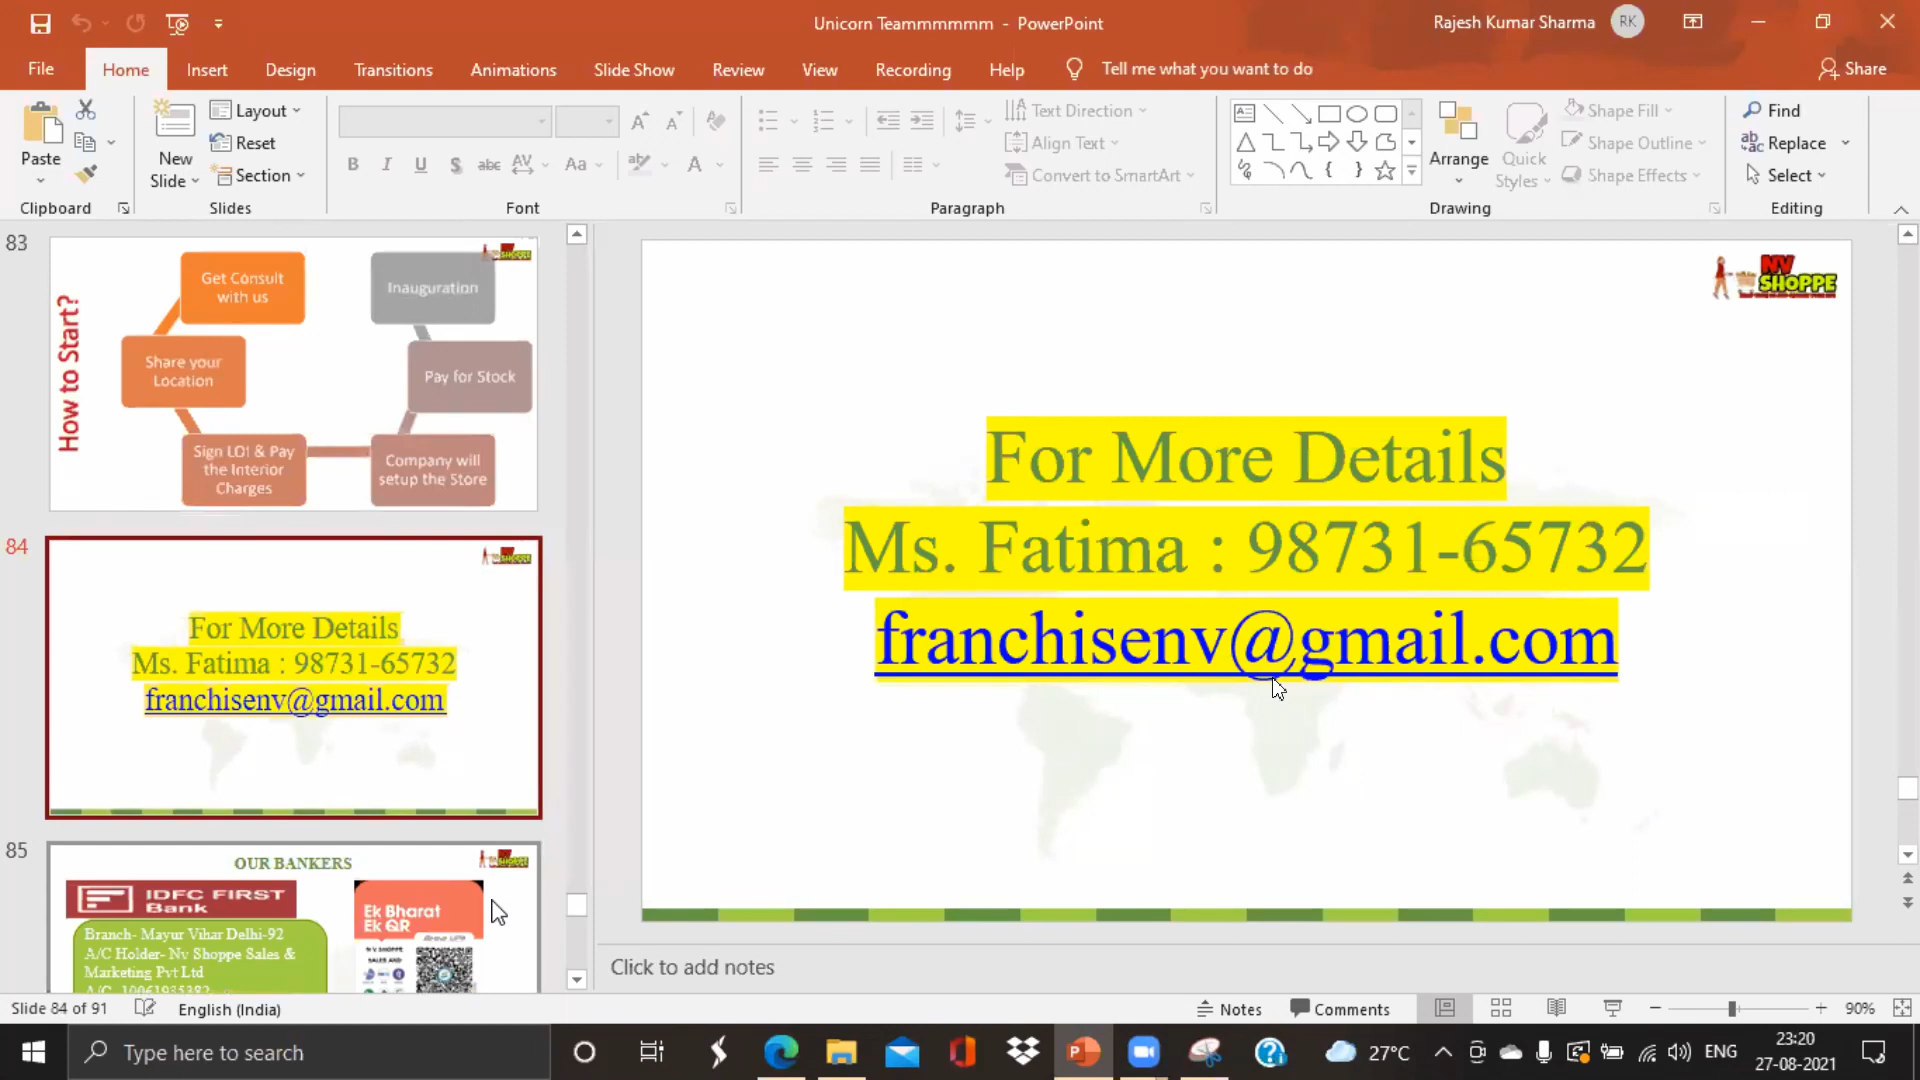 Unicorn Teammmmmm - PowerPoint
Rajesh Kumar Sharma
RK
File
Home
Insert
Design
Transitions
Animations
Slide Show
Review
View
Recording
Help
Tell me what you want to do
Share
Paste
New
Slide
Layout
Reset
Section
B I U S abc AV Aa A
Text Direction
Align Text
Convert to SmartArt
Arrange
Quick
Styles
Shape Fill
Shape Outline
Shape Effects
Find
Replace
Select
Clipboard
Slides
Font
Paragraph
Drawing
Editing
83
How to Start?
Get Consult
with us
Share your
Location
Sign LOI & Pay
the Interior
Charges
Company will
setup the Store
Pay for Stock
Inauguration
84
For More Details
Ms. Fatima : 98731-65732
franchisenv@gmail.com
85
OUR BANKERS
IDFC FIRST
Bank
Branch- Mayur Vihar Delhi-92
A/C Holder- Nv Shoppe Sales &
Marketing Pvt Ltd
A/C- 10061935382
Ek Bharat
Ek QR
NV SHOPPE
SALES AND
NV
SHOPPE
For More Details
Ms. Fatima : 98731-65732
franchisenv@gmail.com
Click to add notes
Slide 84 of 91
English (India)
Notes
Comments
90%
Type here to search
27°C
ENG
23:20
27-08-2021